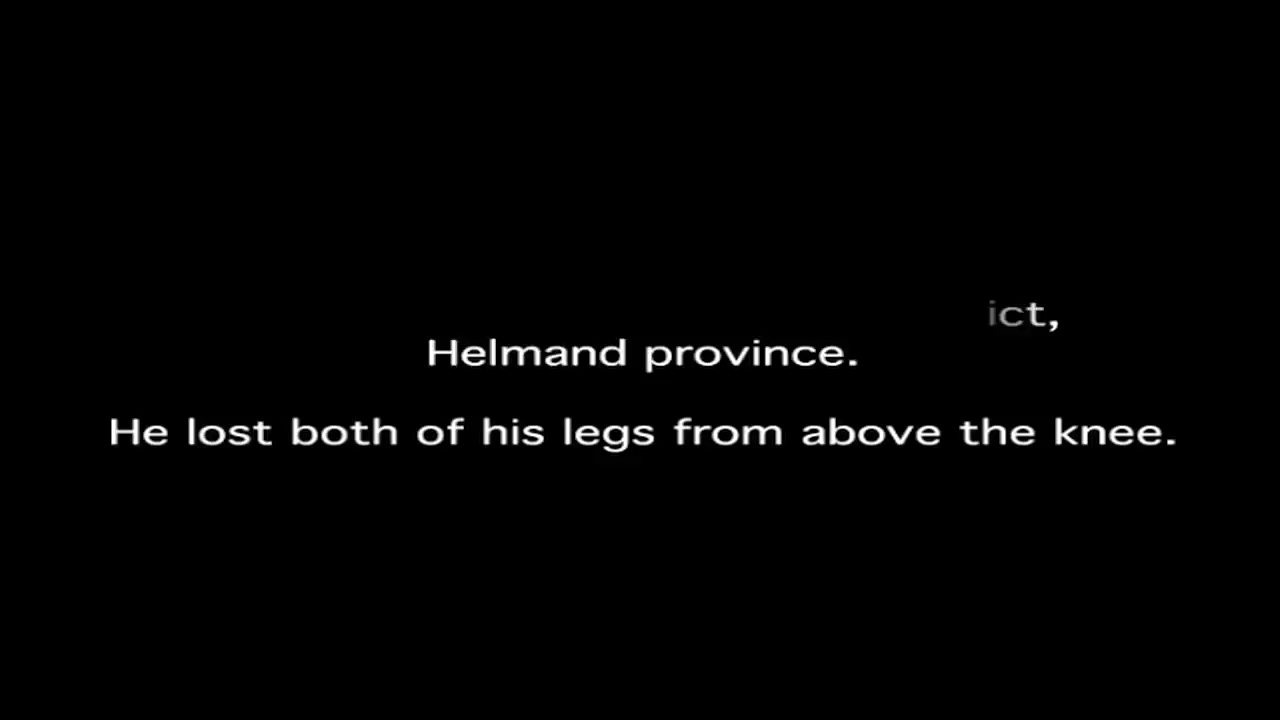 ict,
Helmand province.
He lost both of his legs from above the knee.